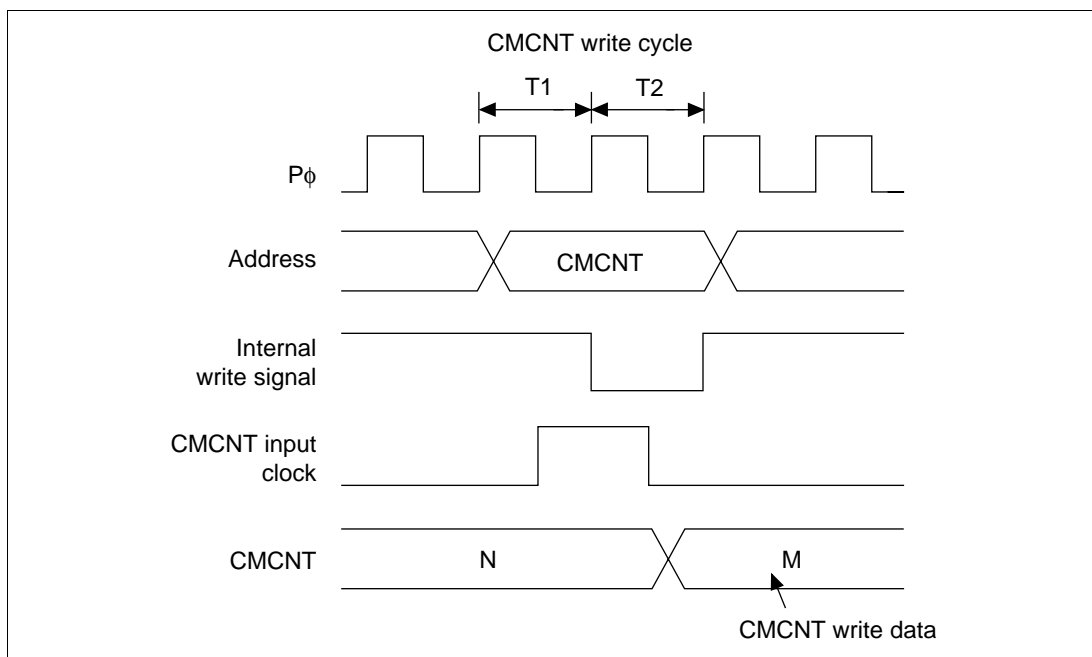 CMCNT write cycle
T1 T2
Pϕ
Address CMCNT
Internal
write signal
CMCNT input
clock
CMCNT N M
CMCNT write data